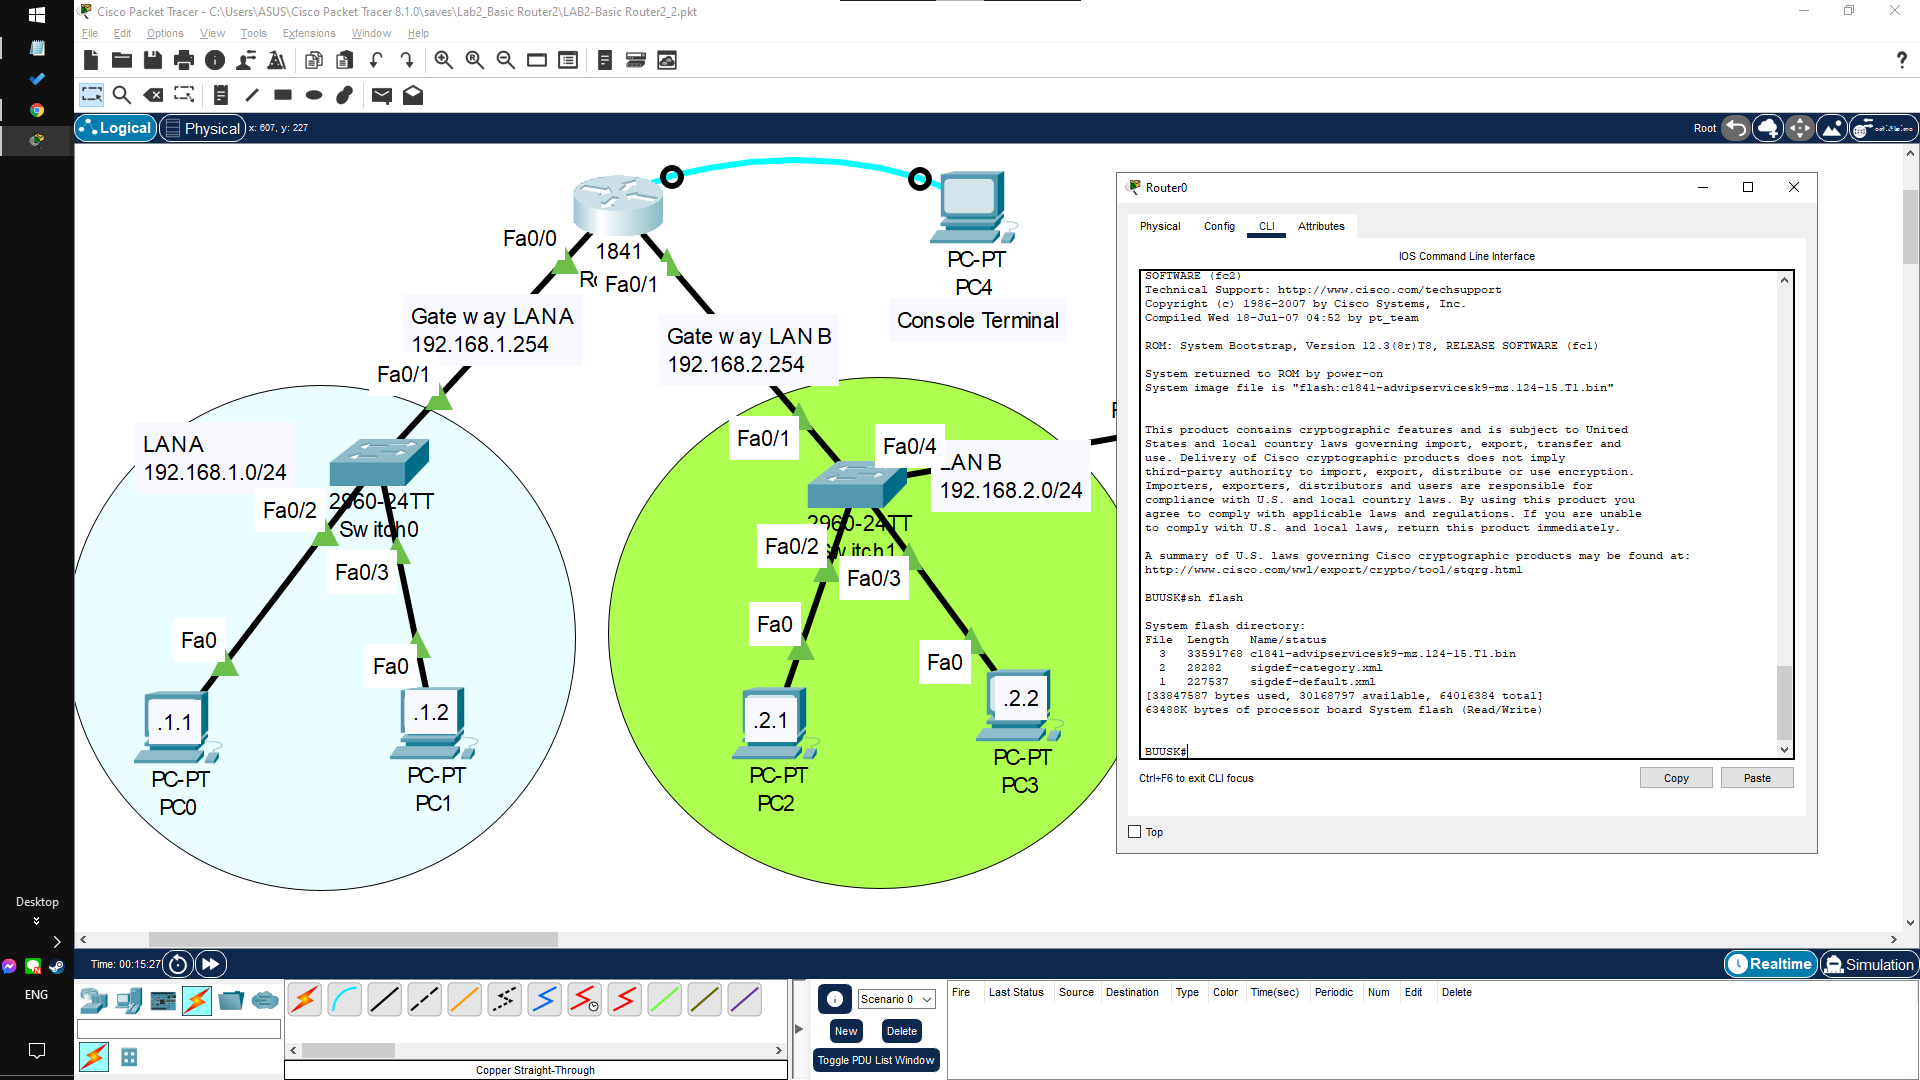 Cisco Packet Tracer - C:\Users\ASUS\Cisco Packet Tracer 8.1.0\saves\Lab2_Basic Router2\LAB2-Basic Router2_2.pkt
File Edit Options View Tools Extensions Window Help
?
Logical Physical x: 607, y: 227
Root
Fa0/0
1841
Fa0/1
PC-PT
PC4
Console Terminal
Gate w ay LAN A
192.168.1.254
Gate w ay LAN B
192.168.2.254
Fa0/1
LAN A
192.168.1.0/24
2960-24TT
Sw itch0
Fa0/2
Fa0/3
Fa0
Fa0
.1.1
PC-PT
PC0
.1.2
PC-PT
PC1
Fa0/1
Fa0/4
LAN B
192.168.2.0/24
2960-24TT
Switch1
Fa0/2
Fa0/3
Fa0
Fa0
.2.1
PC-PT
PC2
.2.2
PC-PT
PC3
Router0
Physical Config CLI Attributes
IOS Command Line Interface
SOFTWARE (fc2)
Technical Support: http://www.cisco.com/techsupport
Copyright (c) 1986-2007 by Cisco Systems, Inc.
Compiled Wed 18-Jul-07 04:52 by pt_team
ROM: System Bootstrap, Version 12.3(8r)T8, RELEASE SOFTWARE (fc1)
System returned to ROM by power-on
System image file is "flash:c1841-advipservicesk9-mz.124-15.T1.bin"
This product contains cryptographic features and is subject to United
States and local country laws governing import, export, transfer and
use. Delivery of Cisco cryptographic products does not imply
third-party authority to import, export, distribute or use encryption.
Importers, exporters, distributors and users are responsible for
compliance with U.S. and local country laws. By using this product you
agree to comply with applicable laws and regulations. If you are unable
to comply with U.S. and local laws, return this product immediately.
A summary of U.S. laws governing Cisco cryptographic products may be found at:
http://www.cisco.com/wwl/export/crypto/tool/stqrg.html
BUUSK#sh flash
System flash directory:
File Length Name/status
3 33591768 c1841-advipservicesk9-mz.124-15.T1.bin
2 28282 sigdef-category.xml
1 227537 sigdef-default.xml
[33847587 bytes used, 30168797 available, 64016384 total]
63488K bytes of processor board System flash (Read/Write)
BUUSK#
Ctrl+F6 to exit CLI focus
Copy
Paste
Top
Desktop
ENG
Time: 00:15:27
Realtime Simulation
Scenario 0
New
Delete
Toggle PDU List Window
Fire Last Status Source Destination Type Color Time(sec) Periodic Num Edit Delete
Copper Straight-Through